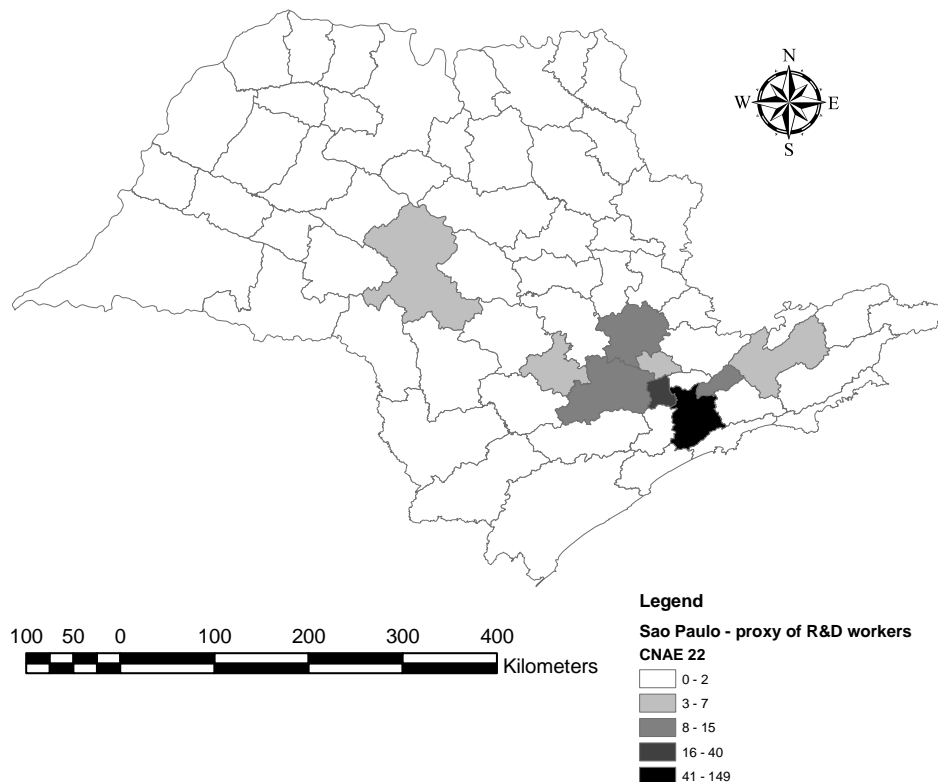 N
W E
S
100 50 0 100 200 300 400
Kilometers
Legend
Sao Paulo - proxy of R&D workers
CNAE 22
0 - 2
3 - 7
8 - 15
16 - 40
41 - 149